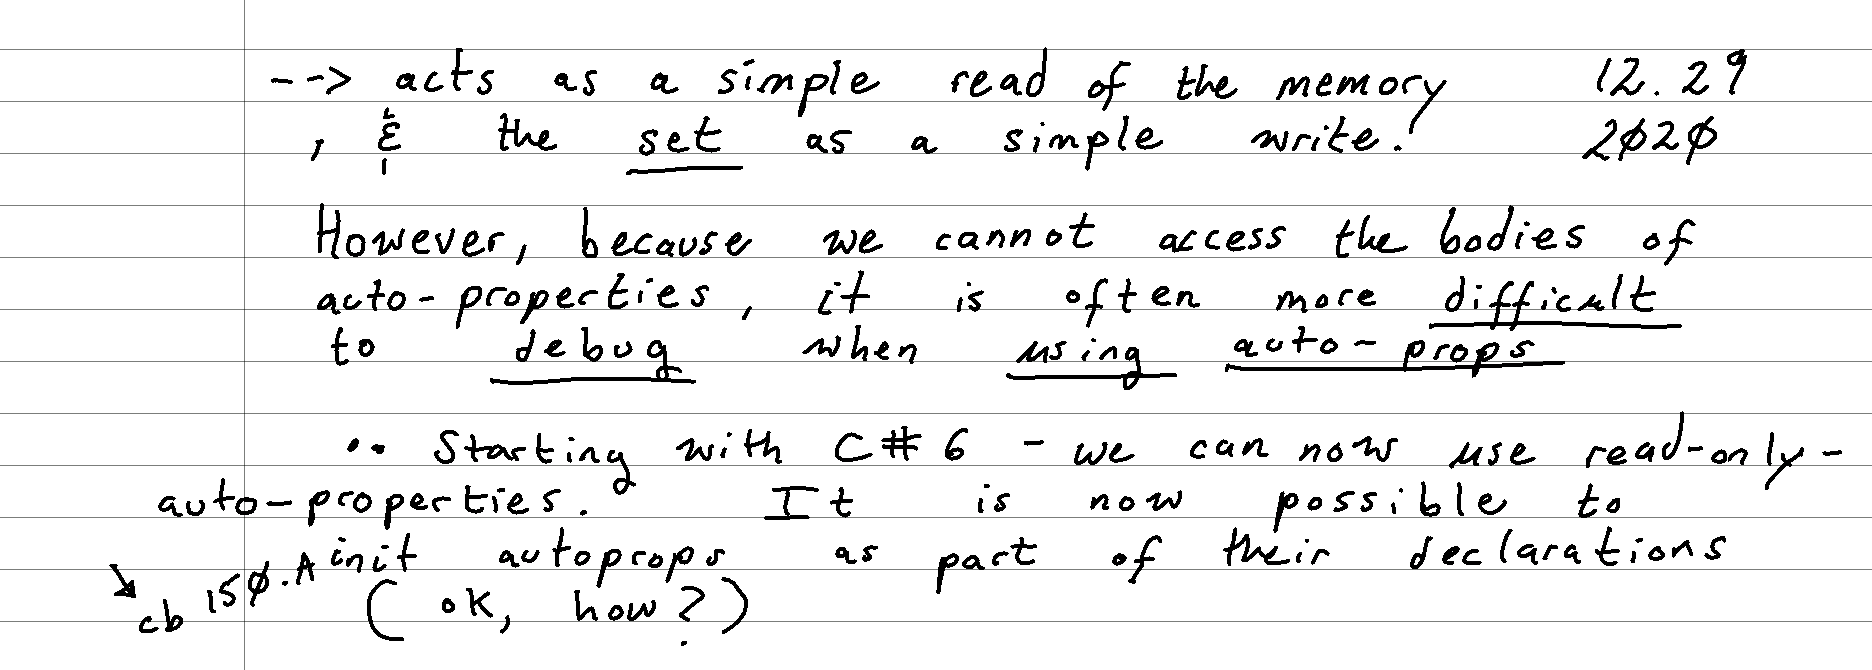 --> acts as a simple read of the memory 12.29
, & the set as a simple write! 2020
However, because we cannot access the bodies of
auto-properties, it is often more difficult
to debug when using auto-props
•• Starting with C# 6 - we can now use read-only-
auto-properties. It is now possible to
init autoprops as part of their declarations
↘ cb 150.A (ok, how?)